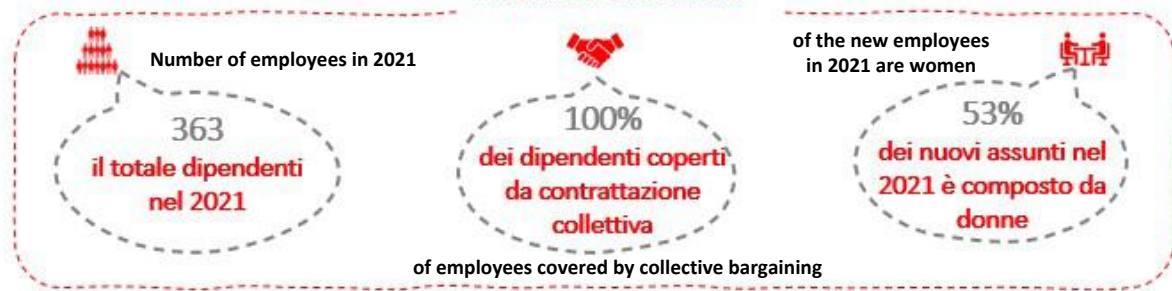 Number of employees in 2021
363
il totale dipendenti
nel 2021
100%
dei dipendenti coperti
da contrattazione
collettiva
of employees covered by collective bargaining
of the new employees
in 2021 are women
53%
dei nuovi assunti nel
2021 è composto da
donne